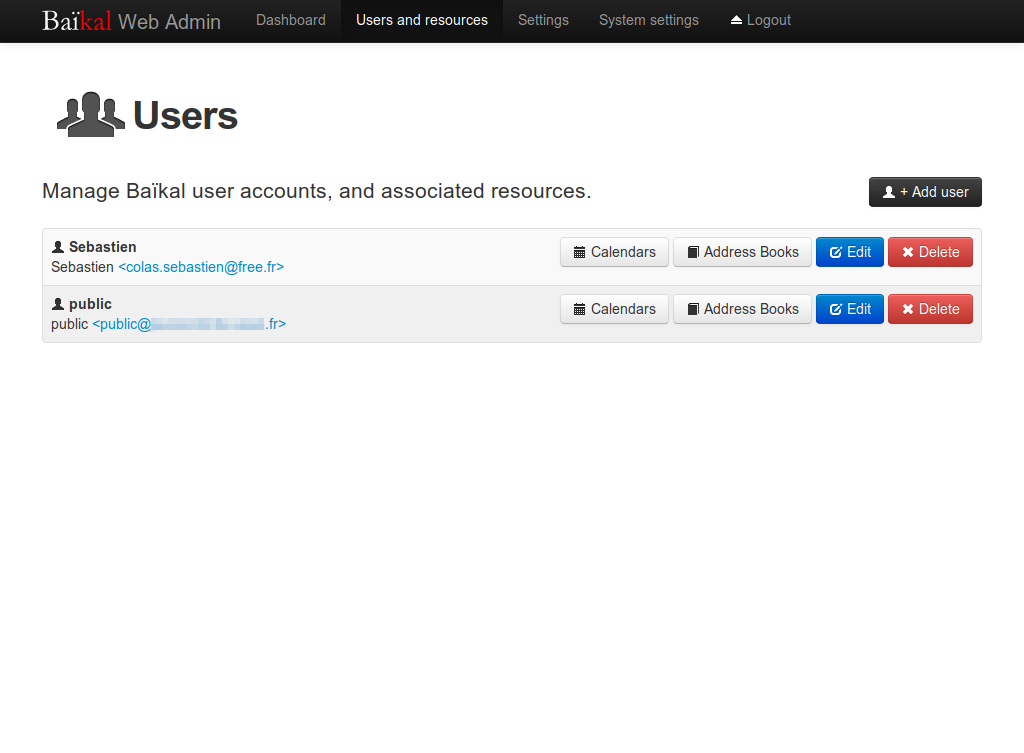 Baïkal Web Admin Dashboard Users and resources Settings System settings Logout
Users
Manage Baïkal user accounts, and associated resources.
+ Add user
Sebastien
Sebastien <colas.sebastien@free.fr>
Calendars Address Books Edit Delete
public
public <public@ .fr>
Calendars Address Books Edit Delete